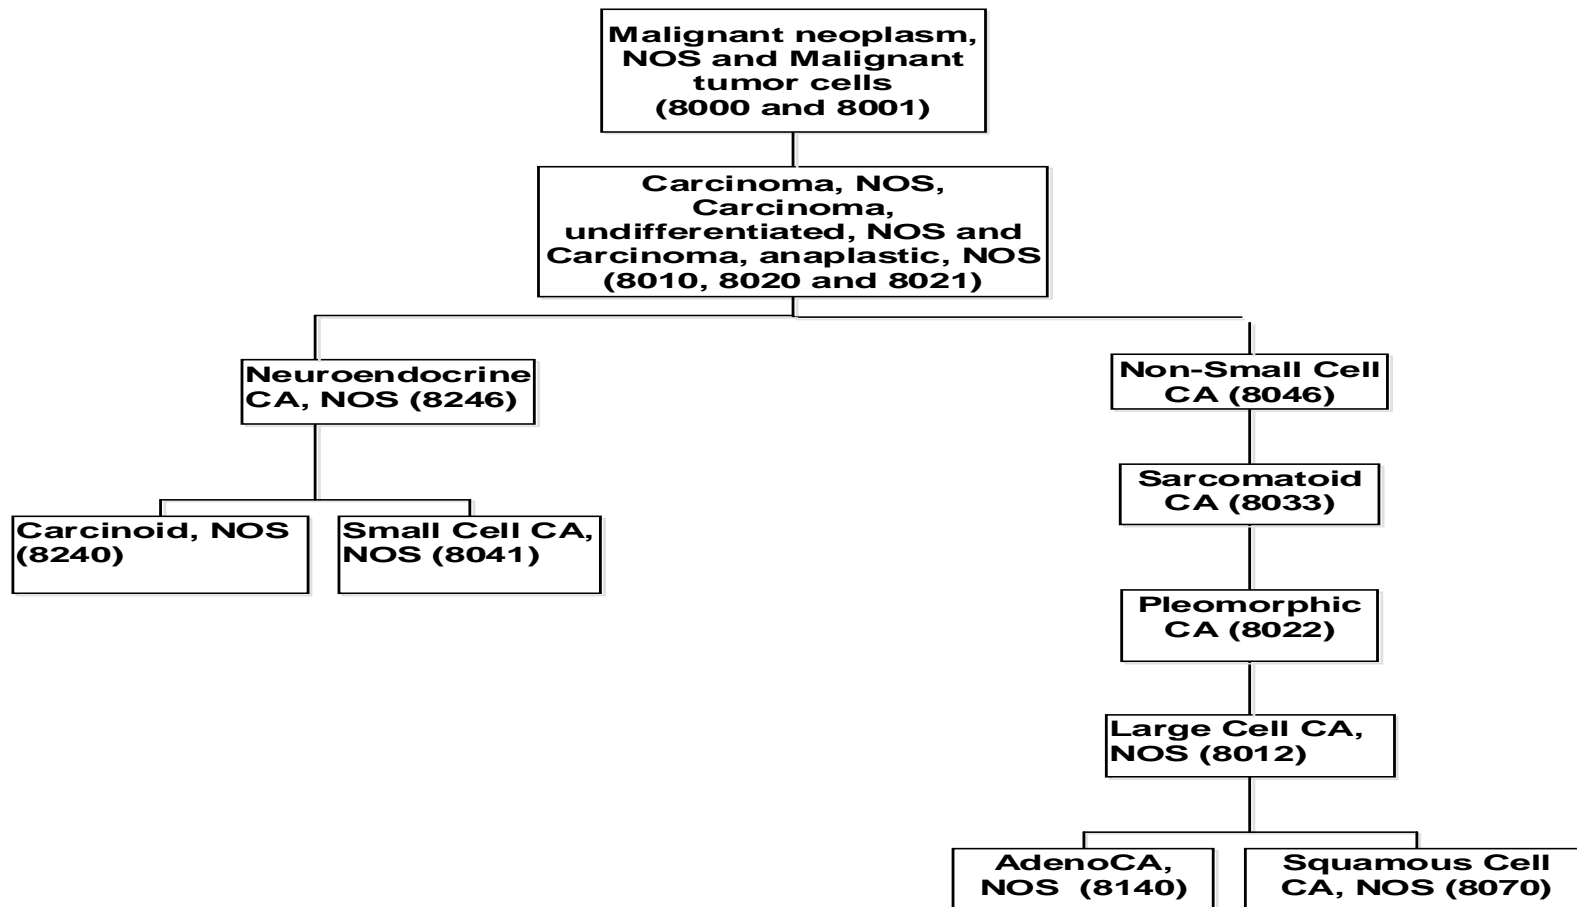 Malignant neoplasm,
NOS and Malignant
tumor cells
(8000 and 8001)
Carcinoma, NOS,
Carcinoma,
undifferentiated, NOS and
Carcinoma, anaplastic, NOS
(8010, 8020 and 8021)
Neuroendocrine
CA, NOS (8246)
Non-Small Cell
CA (8046)
Sarcomatoid
CA (8033)
Carcinoid, NOS
(8240)
Small Cell CA,
NOS (8041)
Pleomorphic
CA (8022)
Large Cell CA,
NOS (8012)
AdenoCA,
NOS (8140)
Squamous Cell
CA, NOS (8070)